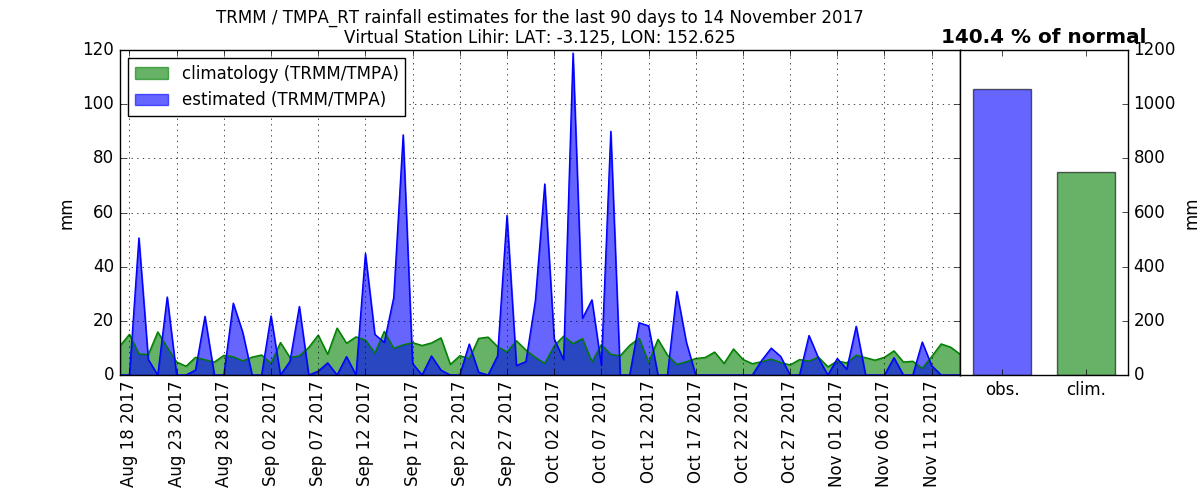 TRMM / TMPA_RT rainfall estimates for the last 90 days to 14 November 2017
Virtual Station Lihir: LAT: -3.125, LON: 152.625
140.4 % of normal
climatology (TRMM/TMPA)
estimated (TRMM/TMPA)
mm
120
100
80
60
40
20
0
Aug 18 2017
Aug 23 2017
Aug 28 2017
Sep 02 2017
Sep 07 2017
Sep 12 2017
Sep 17 2017
Sep 22 2017
Sep 27 2017
Oct 02 2017
Oct 07 2017
Oct 12 2017
Oct 17 2017
Oct 22 2017
Oct 27 2017
Nov 01 2017
Nov 06 2017
Nov 11 2017
obs.
clim.
1200
1000
800
600
400
200
0
mm